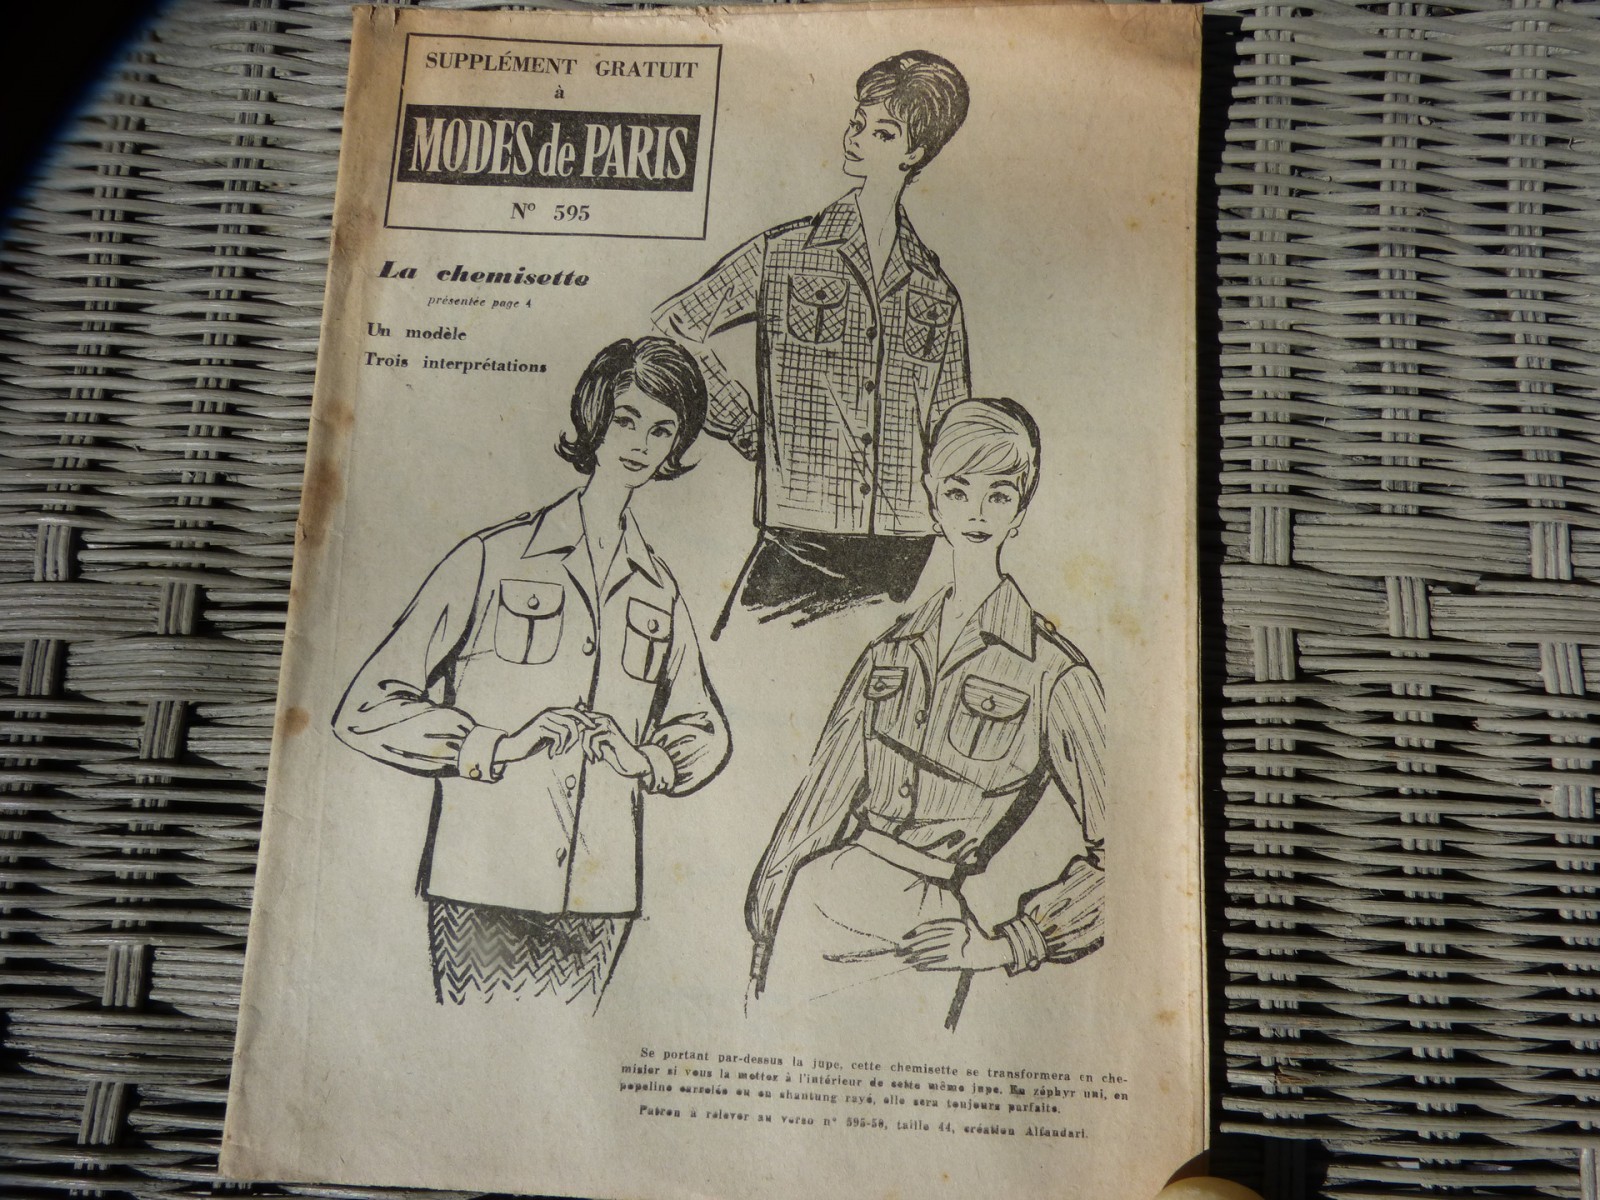 SUPPLÉMENT GRATUIT
à
MODES de PARIS
N° 595
La chemisette
présentée page 4
Un modèle
Trois interprétations
Se portant par-dessus la jupe, cette chemisette se transformera en che-
misier si vous la mettez à l'intérieur de cette même jupe. En zéphyr uni, en
popeline carrelée ou en shantung rayé, elle sera toujours parfaite.
Patron à relever au verso n° 595-50, taille 44, création Alfandari.